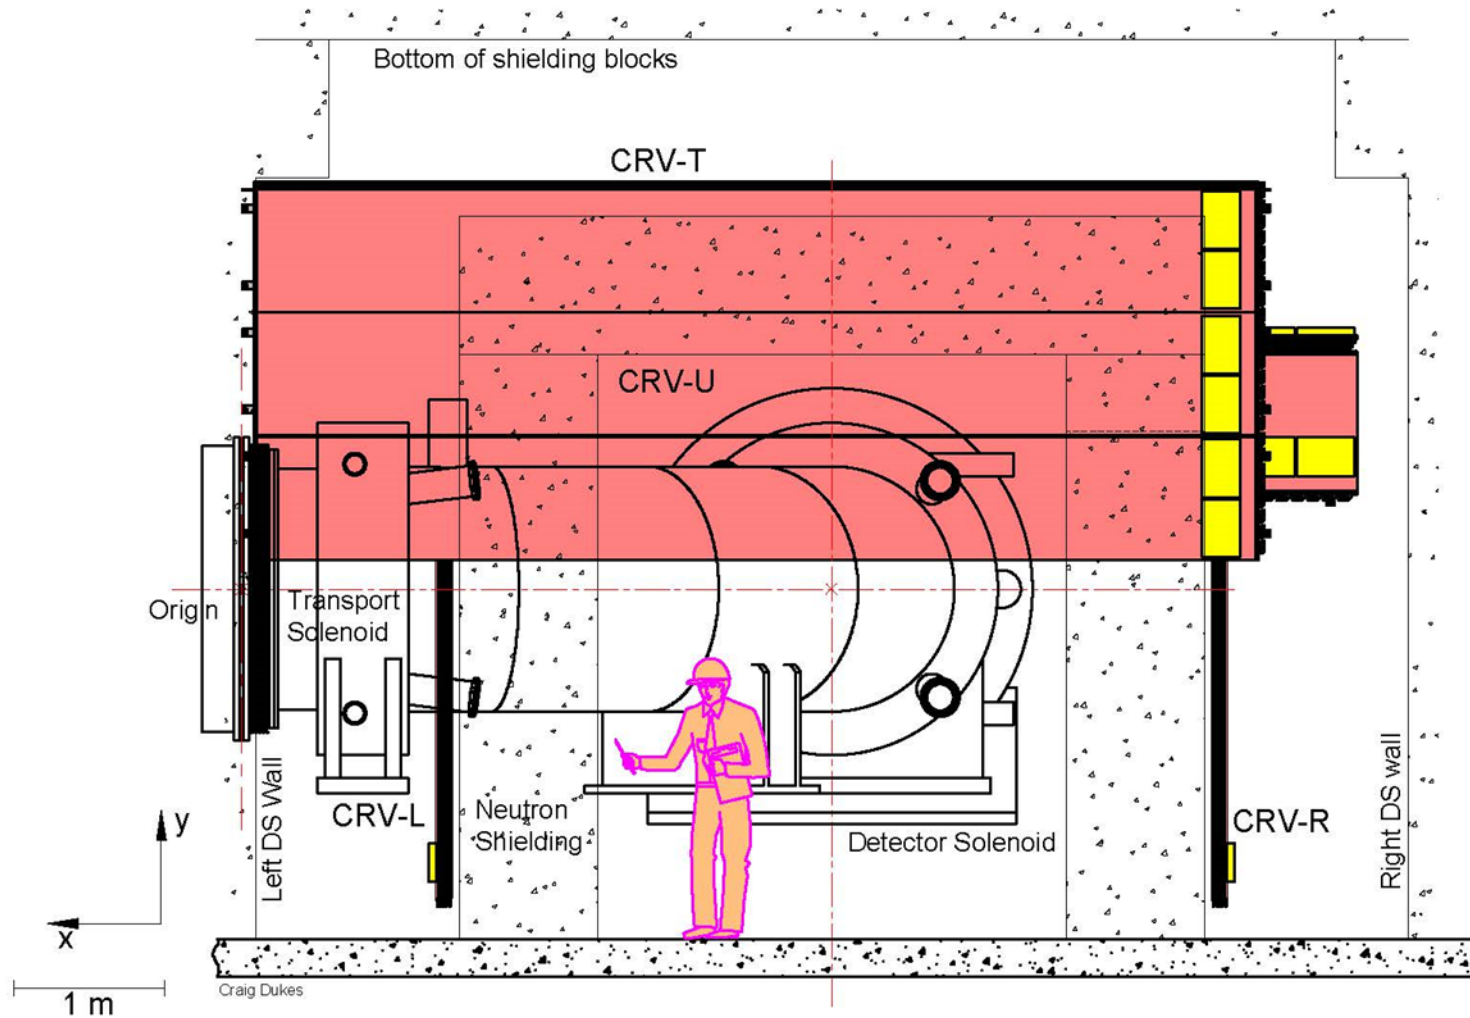 Bottom of shielding blocks
CRV-T
CRV-U
Origin
Transport
Solenoid
CRV-L
Neutron
Shielding
Detector Solenoid
CRV-R
Left DS Wall
Right DS wall
y
x
Craig Dukes
1 m